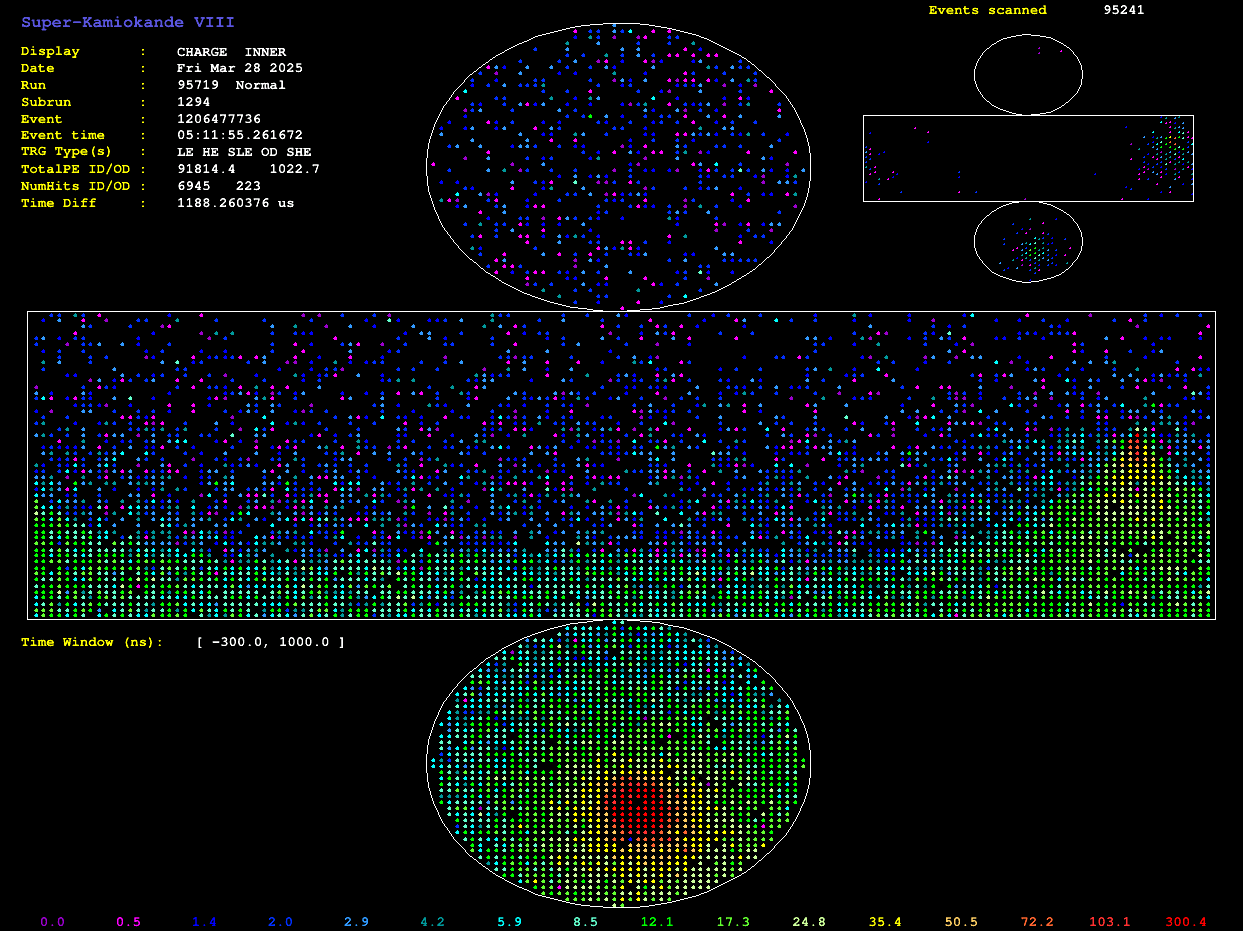 Super-Kamiokande VIII
Events scanned 95241
Display : CHARGE INNER
Date : Fri Mar 28 2025
Run : 95719 Normal
Subrun : 1294
Event : 1206477736
Event time : 05:11:55.261672
TRG Type(s) : LE HE SLE OD SHE
TotalPE ID/OD : 91814.4 1022.7
NumHits ID/OD : 6945 223
Time Diff : 1188.260376 us
Time Window (ns): [ -300.0, 1000.0 ]
0.0 0.5 1.4 2.0 2.9 4.2 5.9 8.5 12.1 17.3 24.8 35.4 50.5 72.2 103.1 300.4